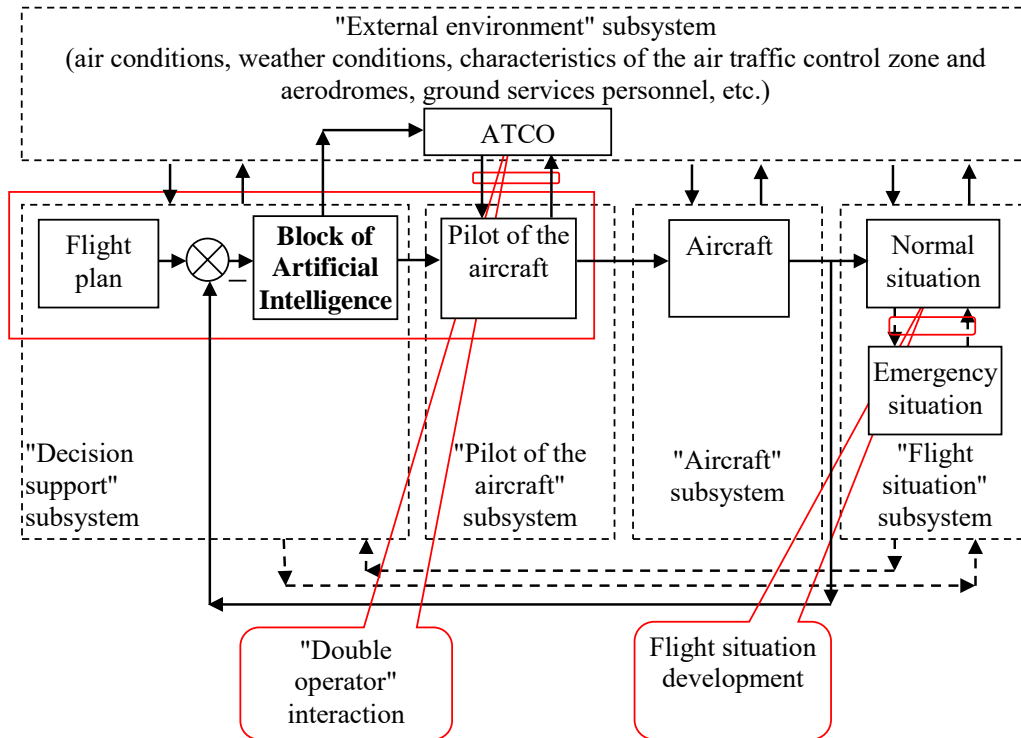 "External environment" subsystem
(air conditions, weather conditions, characteristics of the air traffic control zone and
aerodromes, ground services personnel, etc.)
ATCO
Flight
plan
–
Block of
Artificial
Intelligence
Pilot of the
aircraft
Aircraft
Normal
situation
Emergency
situation
"Decision
support"
subsystem
"Pilot of the
aircraft"
subsystem
"Aircraft"
subsystem
"Flight
situation"
subsystem
"Double
operator"
interaction
Flight situation
development